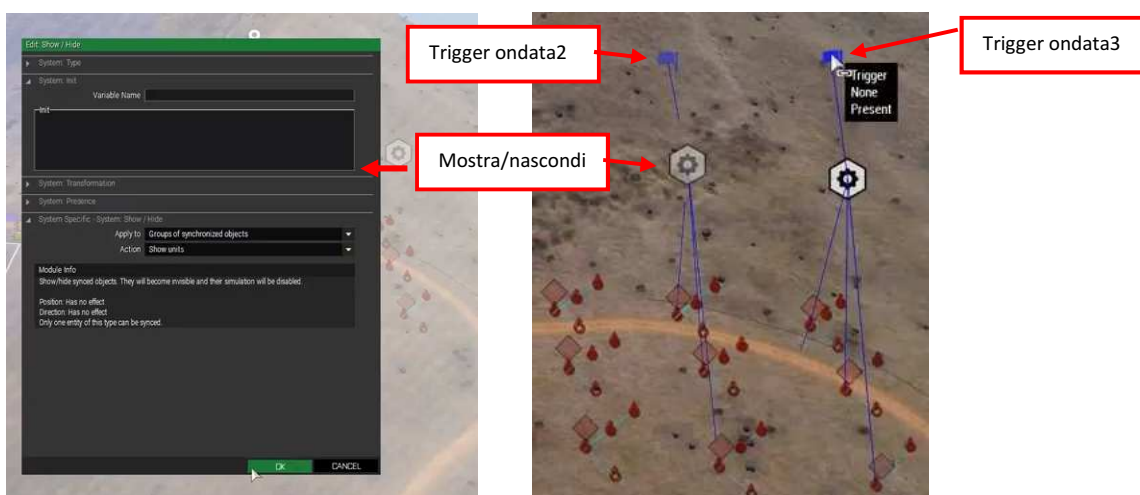 Edit: Show / Hide
System: Type
System: Init
Variable Name
Init
System: Transformation
System: Presence
System Specific - System: Show / Hide
Apply to Groups of synchronized objects
Action Show units
Module Info
Show/hide synced objects. They will become invisible and their simulation will be disabled.
Position: Has no effect
Direction: Has no effect
Only one entity of this type can be synced.
OK CANCEL
Trigger ondata2
Mostra/nascondi
Trigger
None
Present
Trigger ondata3